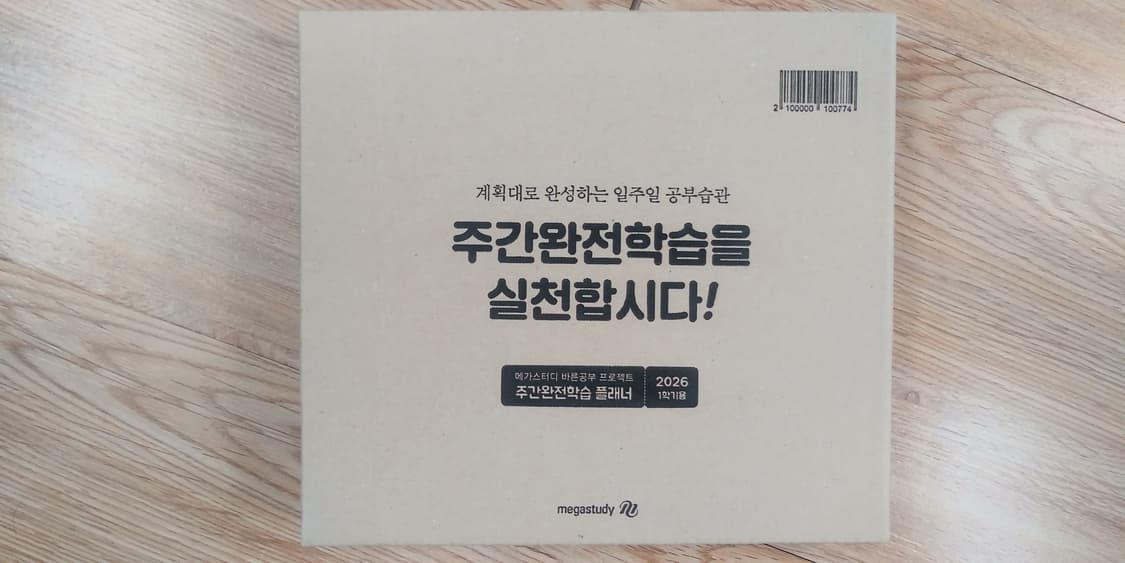 2 100000 100774
계획대로 완성하는 일주일 공부습관
주간완전학습을
실천합시다!
메가스터디 바른공부 프로젝트
주간완전학습 플래너
2026
1학기용
megastudy